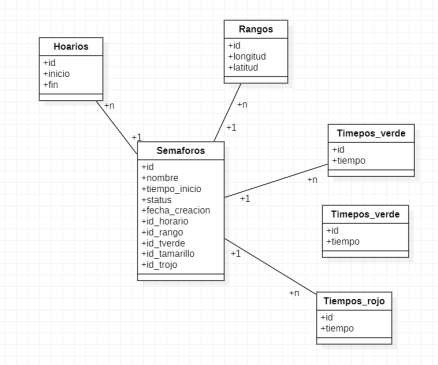 Rangos
+id
+longitud
+latitud
Hoarios
+id
+inicio
+fin
+n
+n
+1
+1
Semaforos
+id
+nombre
+tiempo_inicio
+status
+fecha_creacion
+id_horario
+id_rango
+id_tverde
+id_tamarillo
+id_trojo
Timepos_verde
+id
+tiempo
+n
+1
Timepos_verde
+id
+tiempo
+1
+n
Tiempos_rojo
+id
+tiempo